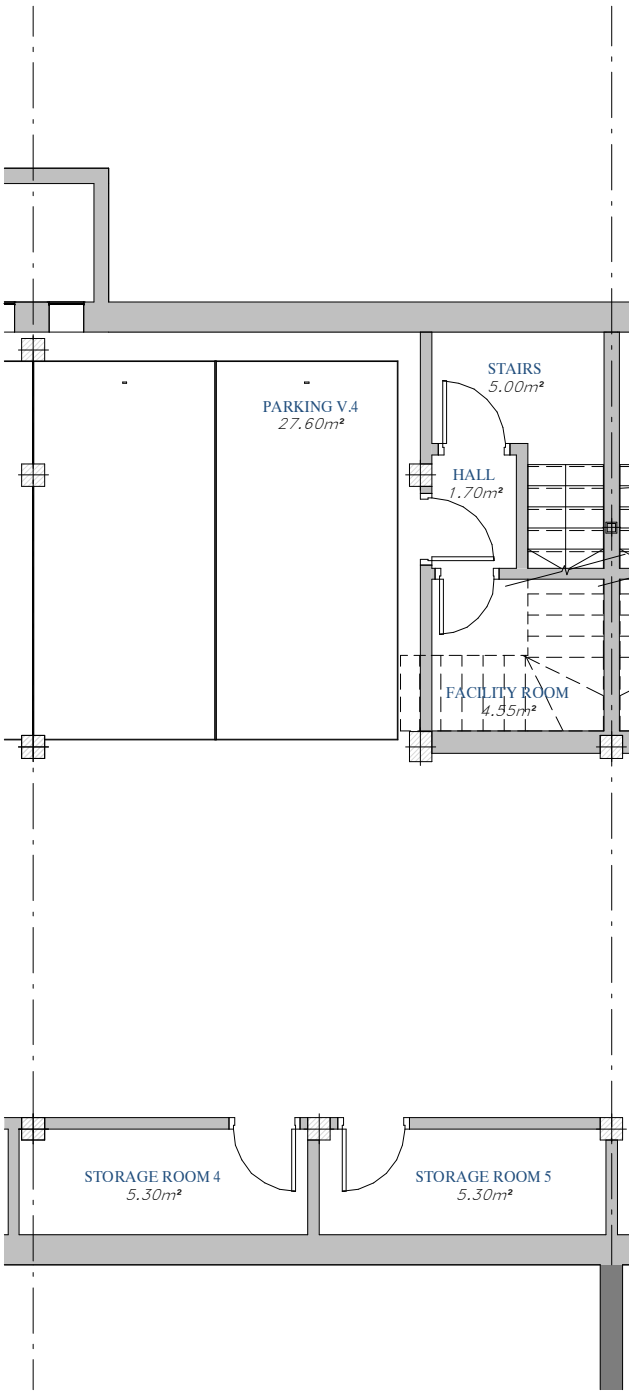 STAIRS
5.00m²
PARKING V.4
27.60m²
HALL
1.70m²
FACILITY ROOM
4.55m²
STORAGE ROOM 4
5.30m²
STORAGE ROOM 5
5.30m²